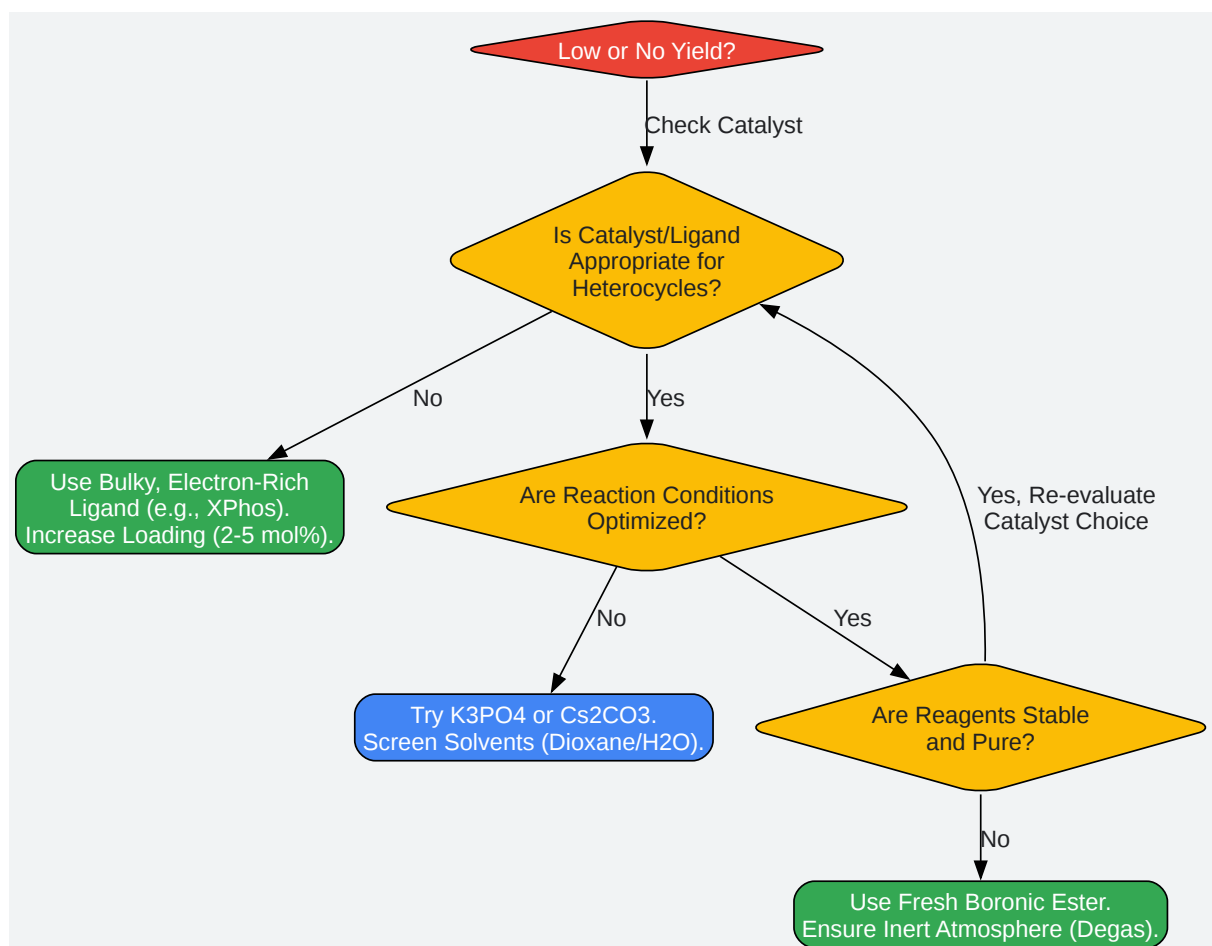 Low or No Yield?
Check Catalyst
Is Catalyst/Ligand
Appropriate for
Heterocycles?
No
Yes
Use Bulky, Electron-Rich
Ligand (e.g., XPhos).
Increase Loading (2-5 mol%).
Are Reaction Conditions
Optimized?
Yes, Re-evaluate
Catalyst Choice
No
Yes
Try K3PO4 or Cs2CO3.
Screen Solvents (Dioxane/H2O).
Are Reagents Stable
and Pure?
No
Use Fresh Boronic Ester.
Ensure Inert Atmosphere (Degas).